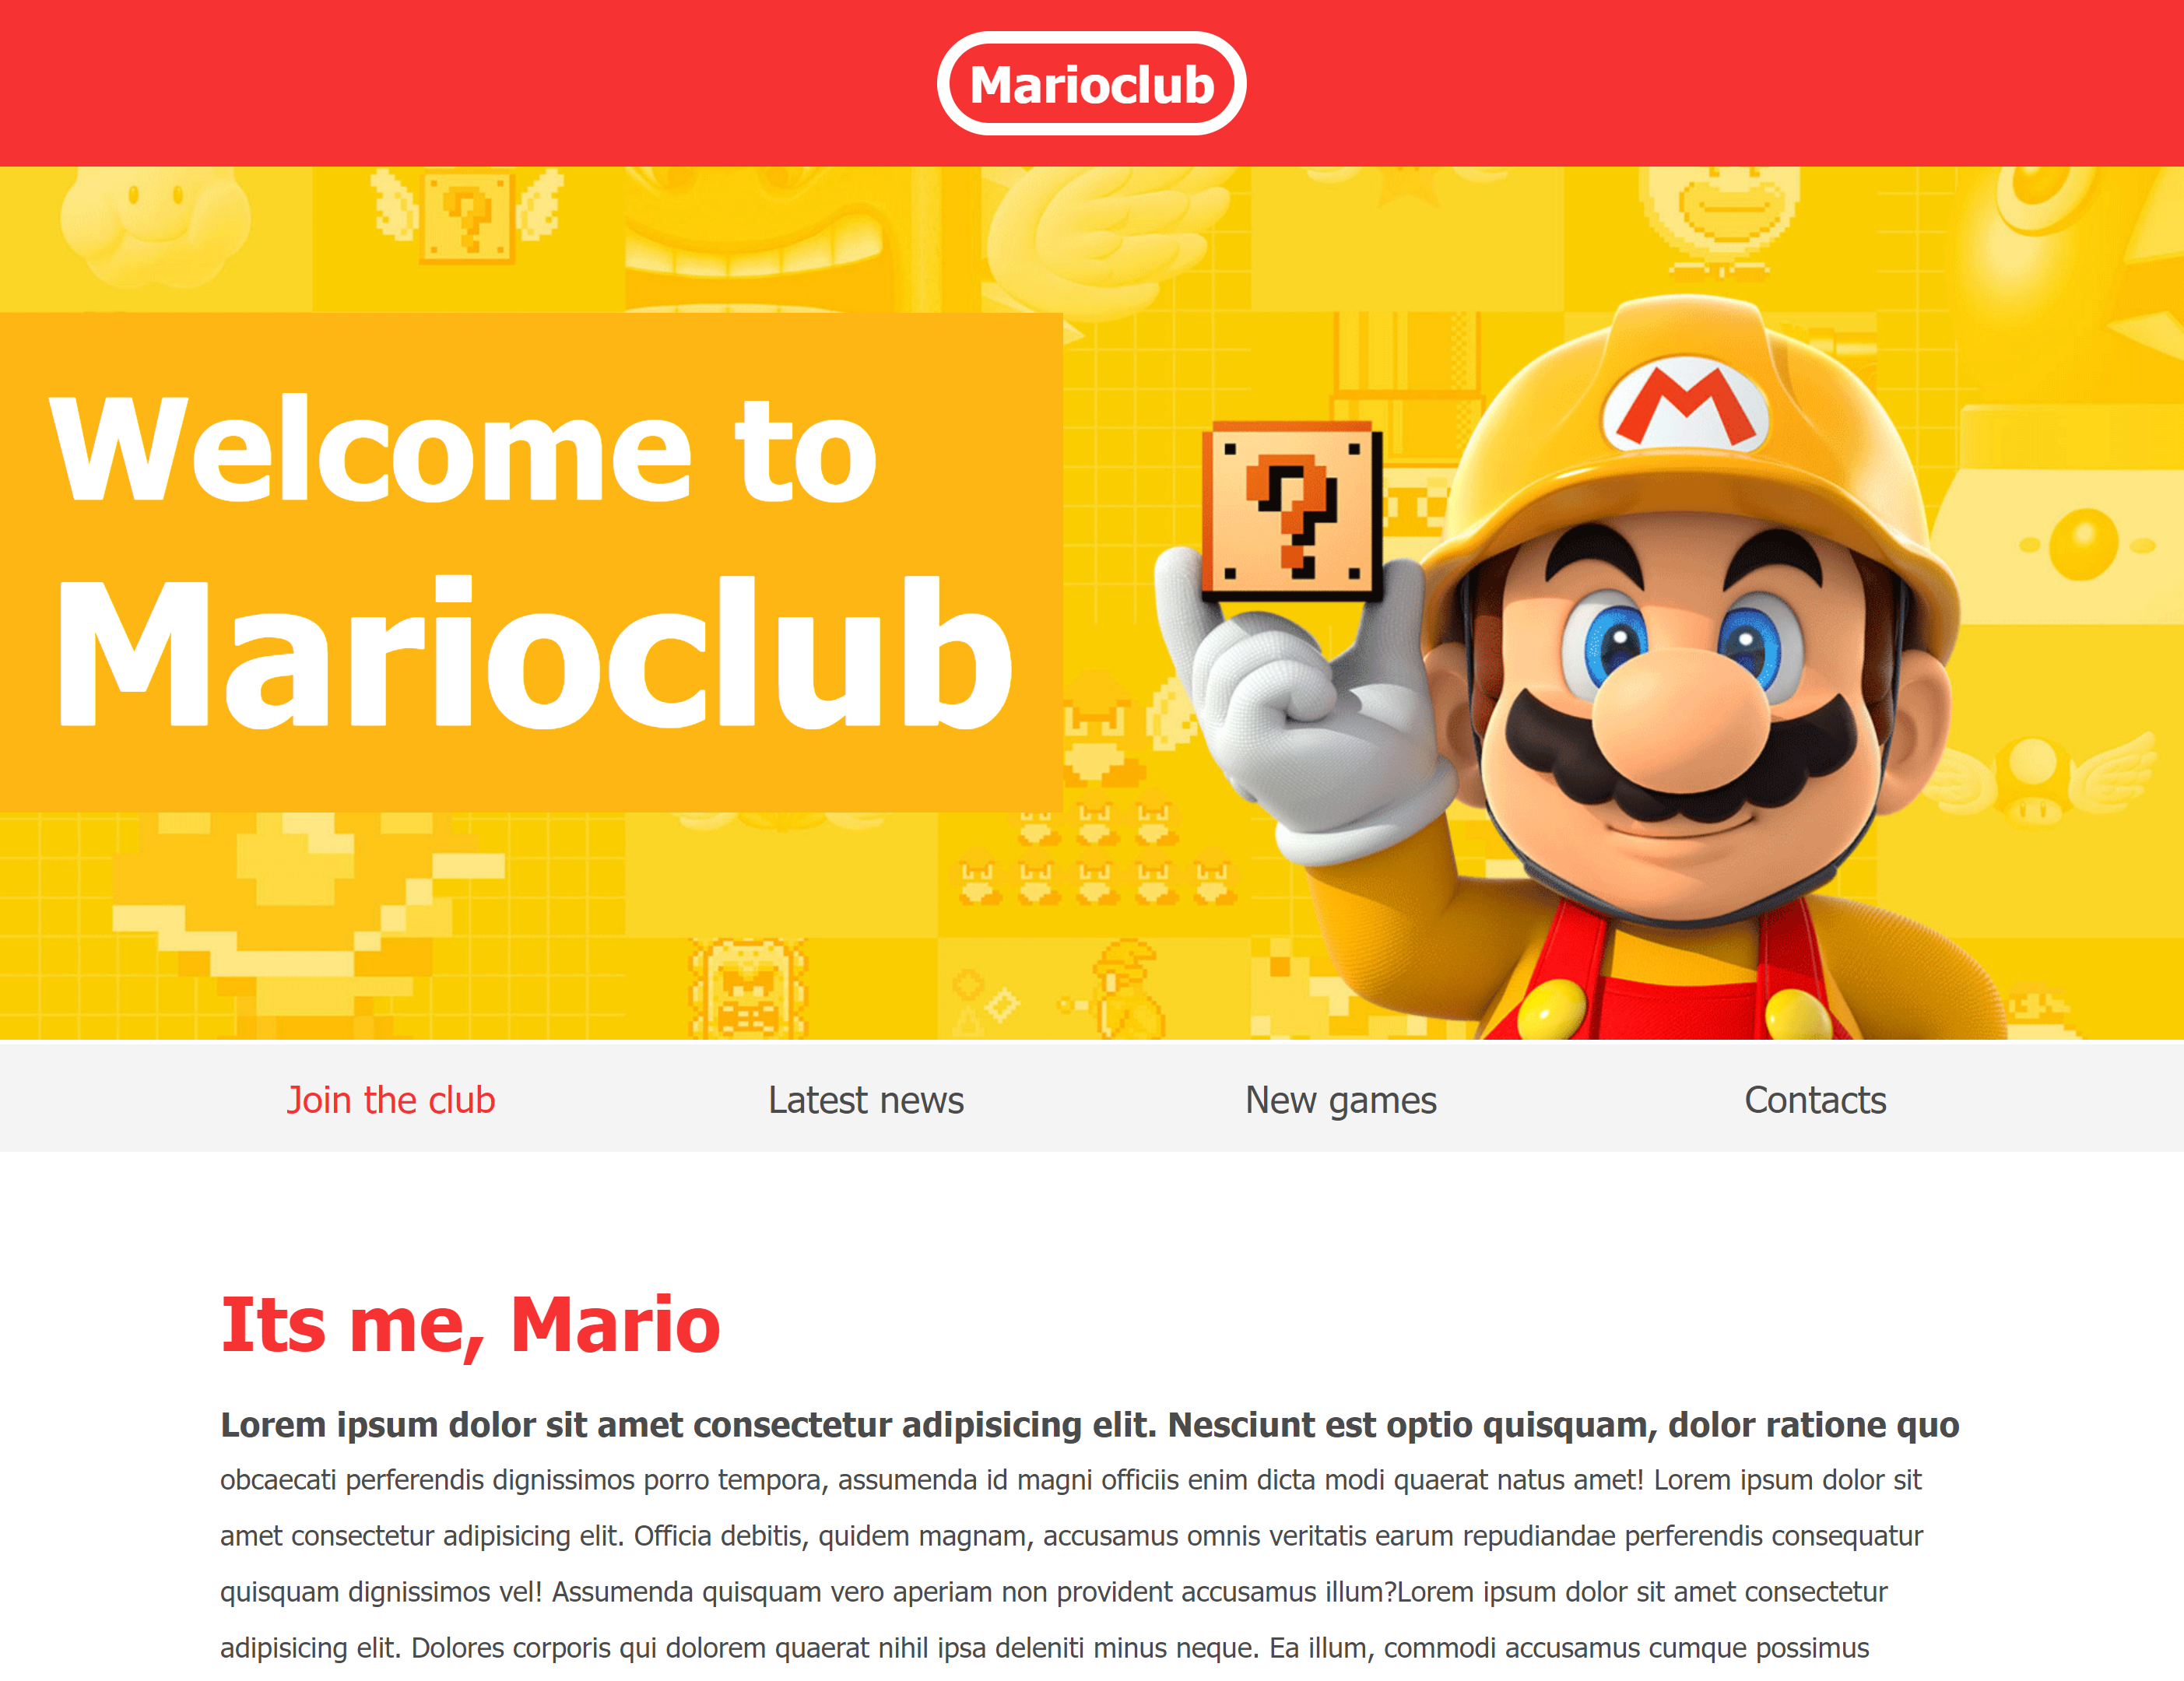 Marioclub
Welcome to
Marioclub
M
?
Join the club
Latest news
New games
Contacts
Its me, Mario
Lorem ipsum dolor sit amet consectetur adipisicing elit. Nesciunt est optio quisquam, dolor ratione quo
obcaecati perferendis dignissimos porro tempora, assumenda id magni officiis enim dicta modi quaerat natus amet! Lorem ipsum dolor sit
amet consectetur adipisicing elit. Officia debitis, quidem magnam, accusamus omnis veritatis earum repudiandae perferendis consequatur
quisquam dignissimos vel! Assumenda quisquam vero aperiam non provident accusamus illum?Lorem ipsum dolor sit amet consectetur
adipisicing elit. Dolores corporis qui dolorem quaerat nihil ipsa deleniti minus neque. Ea illum, commodi accusamus cumque possimus